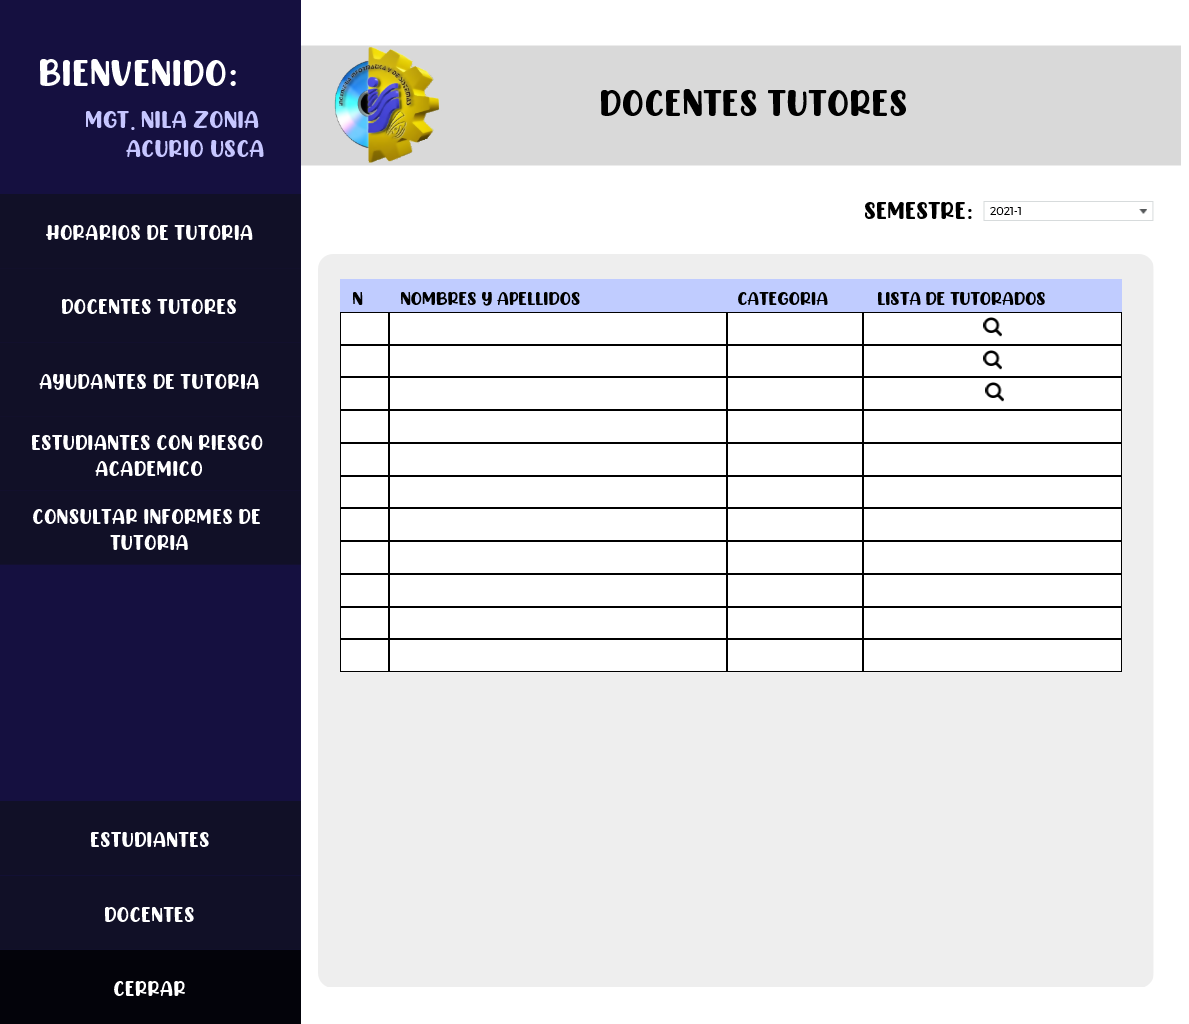 BIENVENIDO:
MGT. NILA ZONIA
ACURIO USCA
HORARIOS DE TUTORIA
DOCENTES TUTORES
AYUDANTES DE TUTORIA
ESTUDIANTES CON RIESGO
ACADEMICO
CONSULTAR INFORMES DE
TUTORIA
ESTUDIANTES
DOCENTES
CERRAR
DOCENTES TUTORES
SEMESTRE: 2021-1
N NOMBRES Y APELLIDOS CATEGORIA LISTA DE TUTORADOS